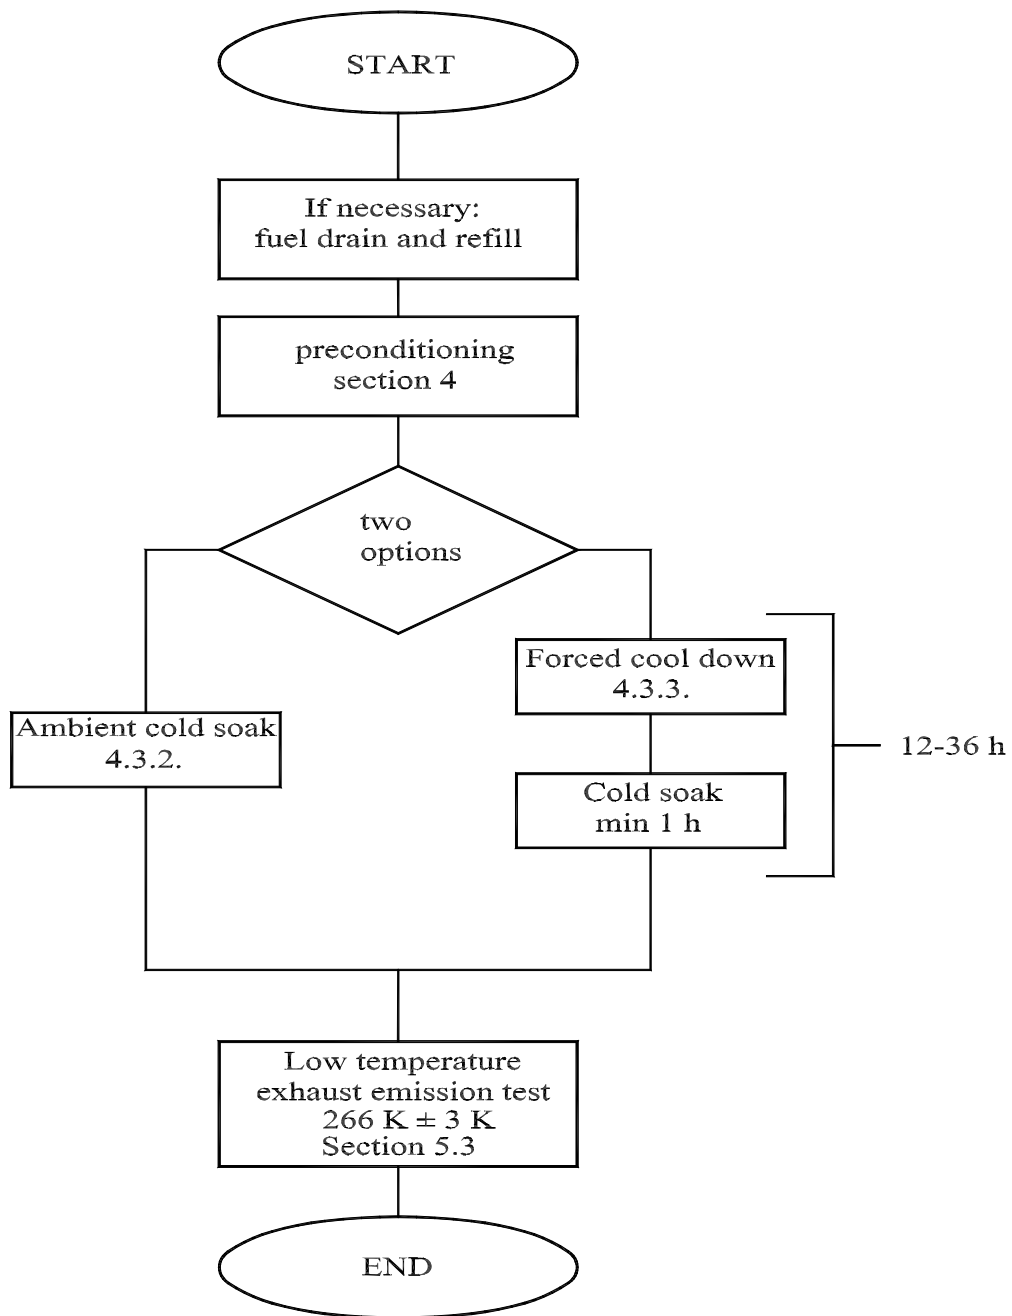 START
If necessary:
fuel drain and refill
preconditioning
section 4
two
options
Forced cool down
4.3.3.
Ambient cold soak
4.3.2.
12-36 h
Cold soak
min 1 h
Low temperature
exhaust emission test
266 K ± 3 K
Section 5.3
END